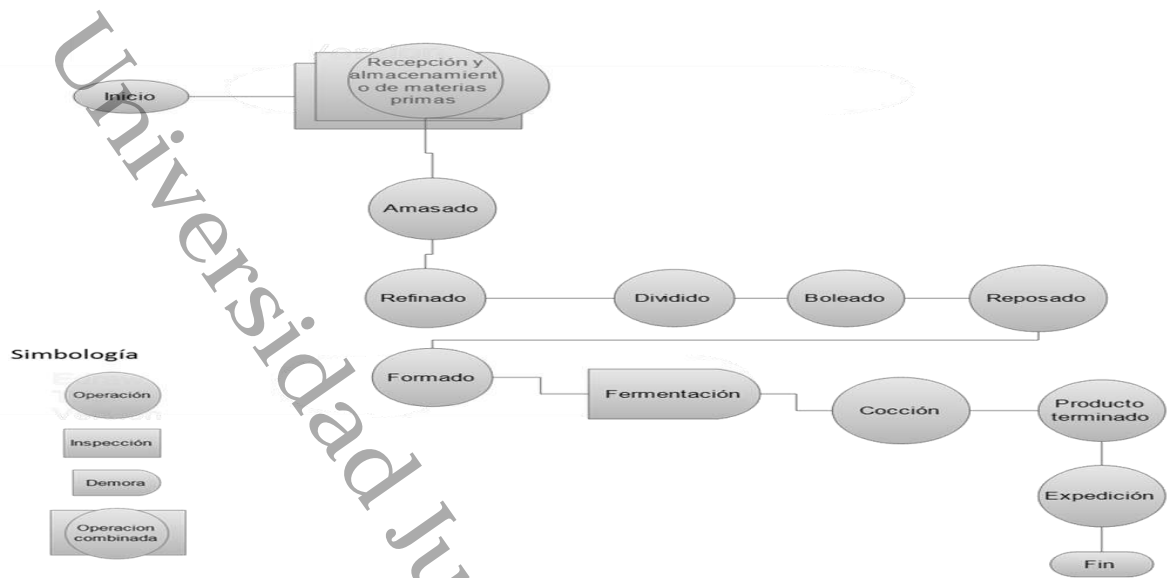 Universidad Ju
Inicio
Recepción y
almacenamient
o de materias
primas
Amasado
Refinado
Dividido
Boleado
Reposado
Formado
Fermentación
Cocción
Producto
terminado
Expedición
Fin
Simbología
Operación
Inspección
Demora
Operacion
combinada